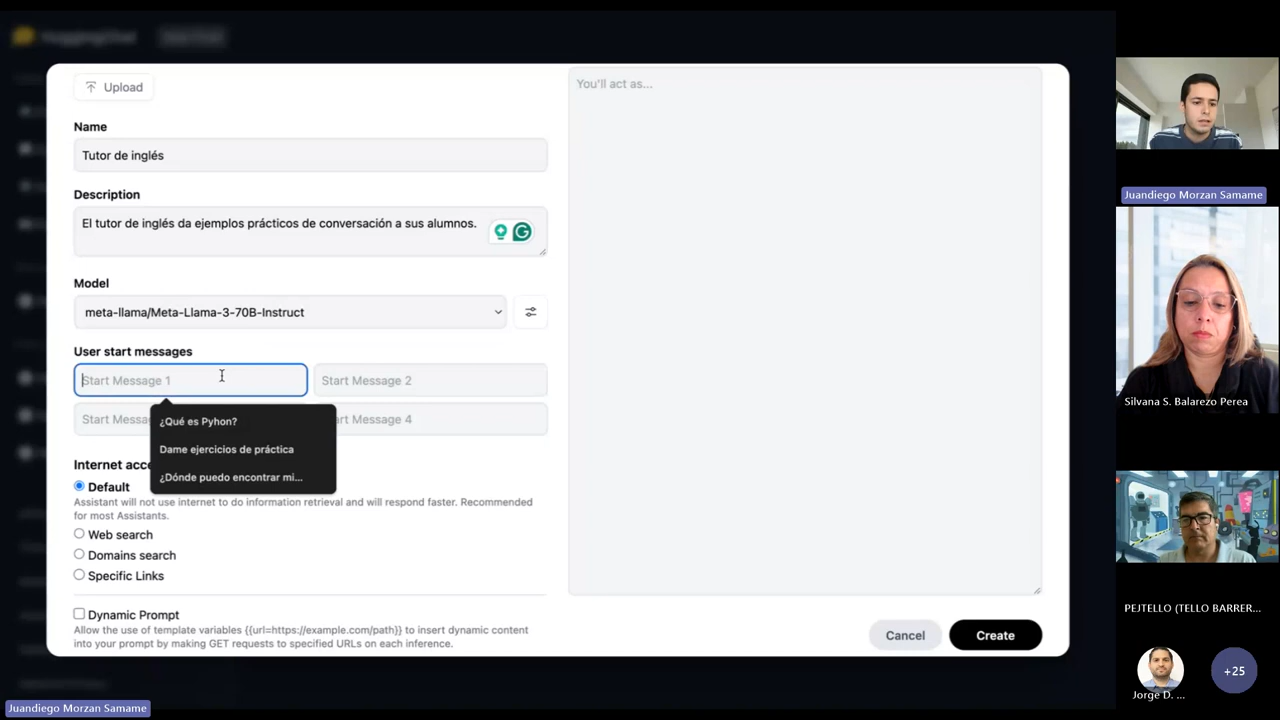 Upload
You'll act as...
Name
Tutor de inglés
Description
El tutor de inglés da ejemplos prácticos de conversación a sus alumnos.
Model
meta-llama/Meta-Llama-3-70B-Instruct
User start messages
Start Message 1
Start Message 2
Start Messa
art Message 4
¿Qué es Pyhon?
Dame ejercicios de práctica
¿Dónde puedo encontrar mi...
Internet acce
Default
Assistant will not use internet to do information retrieval and will respond faster. Recommended
for most Assistants.
Web search
Domains search
Specific Links
Dynamic Prompt
Allow the use of template variables {{url=https://example.com/path}} to insert dynamic content
into your prompt by making GET requests to specified URLs on each inference.
Cancel
Create
Juandiego Morzan Samame
Silvana S. Balarezo Perea
PEJTELLO (TELLO BARRER...
Jorge D. ...
+25
Juandiego Morzan Samame